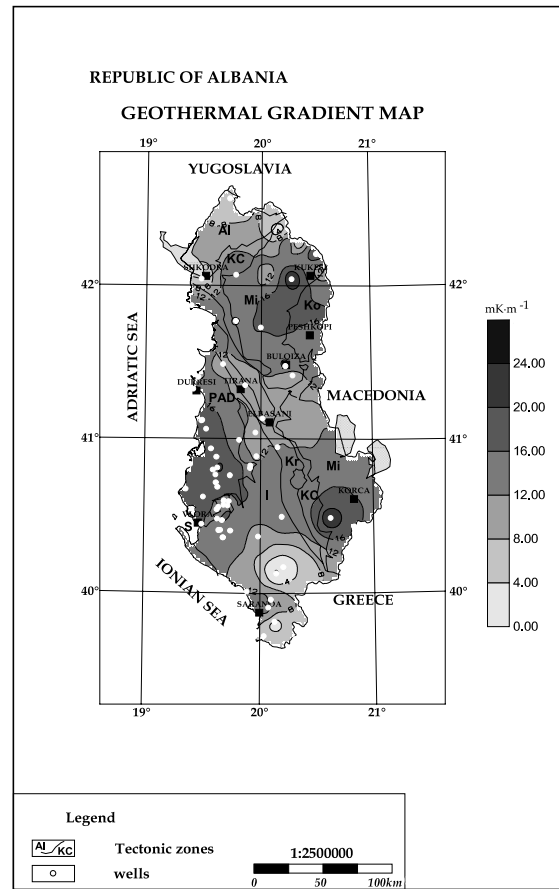 REPUBLIC OF ALBANIA
GEOTHERMAL GRADIENT MAP
19° 20° 21°
YUGOSLAVIA
Al
KC
SHKODRA
KUKESI
42° 42°
Mi
Ko
PESHKOPI
mK·m -1
ADRIATIC SEA
BULQIZA
24.00
DURRESI
TIRANA
MACEDONIA
PAD
20.00
ELBASANI
41° 41°
16.00
Kr
Mi
12.00
I
KC
KORCA
VLORA
S
8.00
IONIAN SEA
4.00
40° 40°
GREECE
SARANDA
0.00
19° 20° 21°
Legend
Al KC
Tectonic zones
wells
1:2500000
0 50 100km